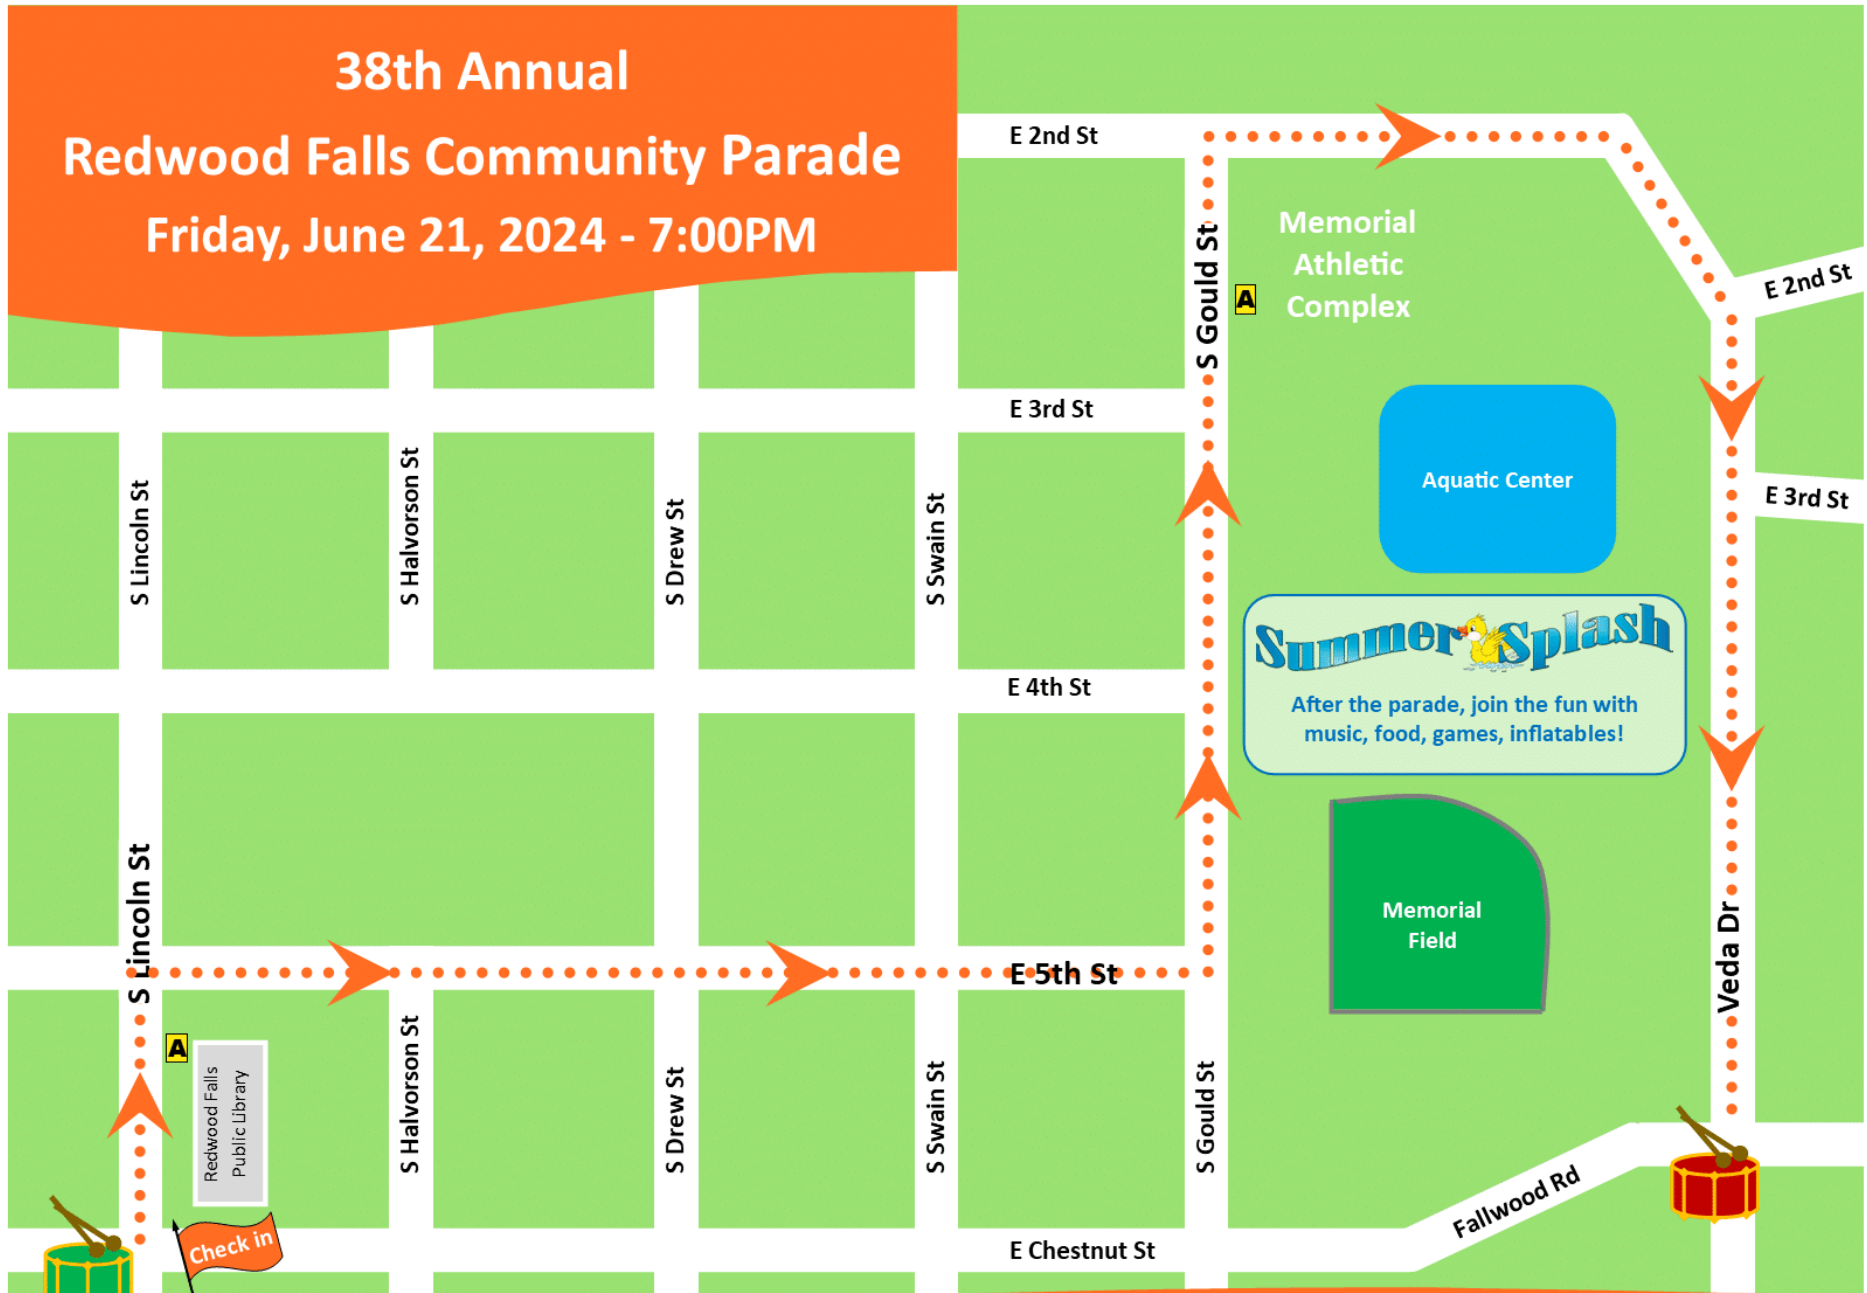 38th Annual
Redwood Falls Community Parade
Friday, June 21, 2024 - 7:00PM
E 2nd St
Memorial
Athletic
Complex
S Gould St
A
E 2nd St
E 3rd St
Aquatic Center
E 3rd St
S Lincoln St
S Halvorson St
S Drew St
S Swain St
Summer Splash
After the parade, join the fun with
music, food, games, inflatables!
E 4th St
S Lincoln St
Memorial
Field
Veda Dr
E 5th St
A
Redwood Falls
Public Library
S Halvorson St
S Drew St
S Swain St
S Gould St
Fallwood Rd
Check in
E Chestnut St